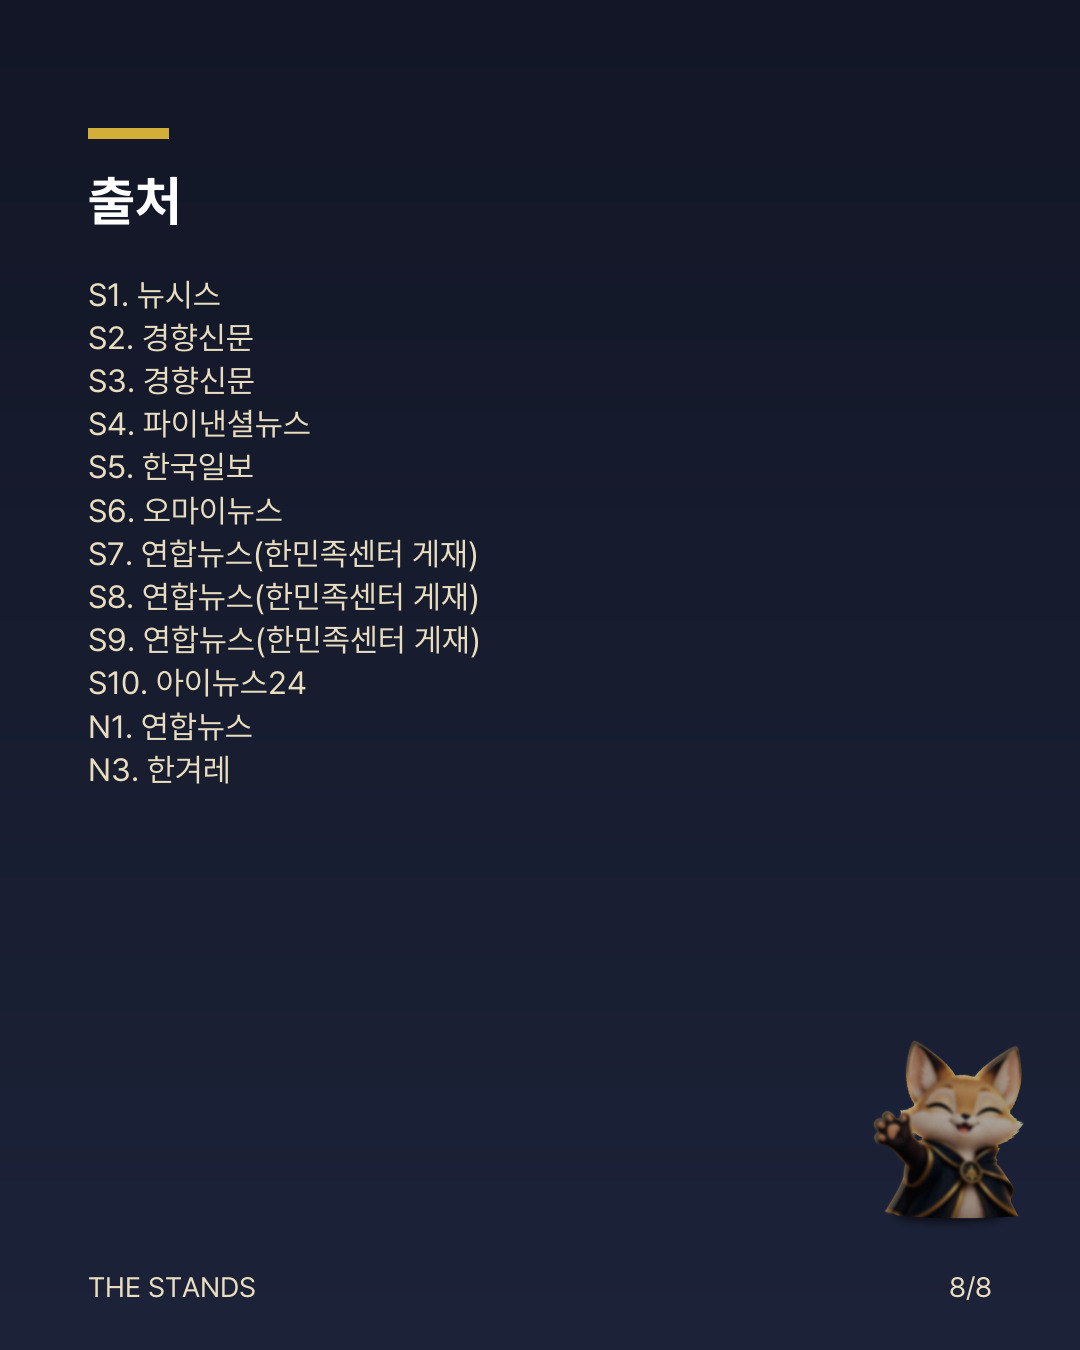 출처
S1. 뉴시스
S2. 경향신문
S3. 경향신문
S4. 파이낸셜뉴스
S5. 한국일보
S6. 오마이뉴스
S7. 연합뉴스(한민족센터 게재)
S8. 연합뉴스(한민족센터 게재)
S9. 연합뉴스(한민족센터 게재)
S10. 아이뉴스24
N1. 연합뉴스
N3. 한겨레
THE STANDS
8/8